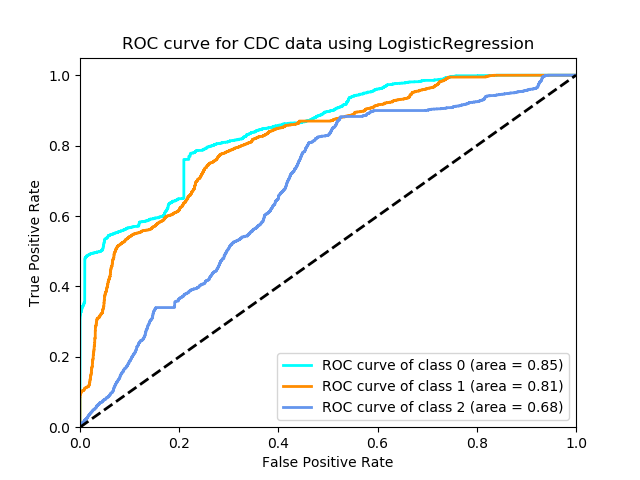 ROC curve for CDC data using LogisticRegression
True Positive Rate
1.0
0.8
0.6
0.4
0.2
0.0
ROC curve of class 0 (area = 0.85)
ROC curve of class 1 (area = 0.81)
ROC curve of class 2 (area = 0.68)
0.0 0.2 0.4 0.6 0.8 1.0
False Positive Rate